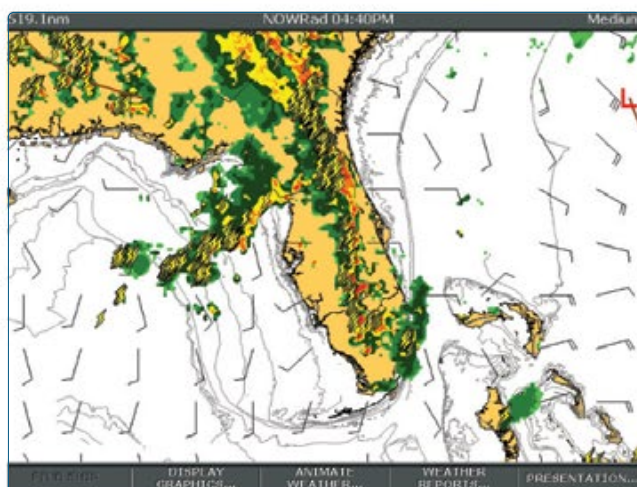 519.1nm NOWRad 04:40PM Medium
L
DISPLAY GRAPHICS... ANIMATE WEATHER... WEATHER REPORTS... PRESENTATION...